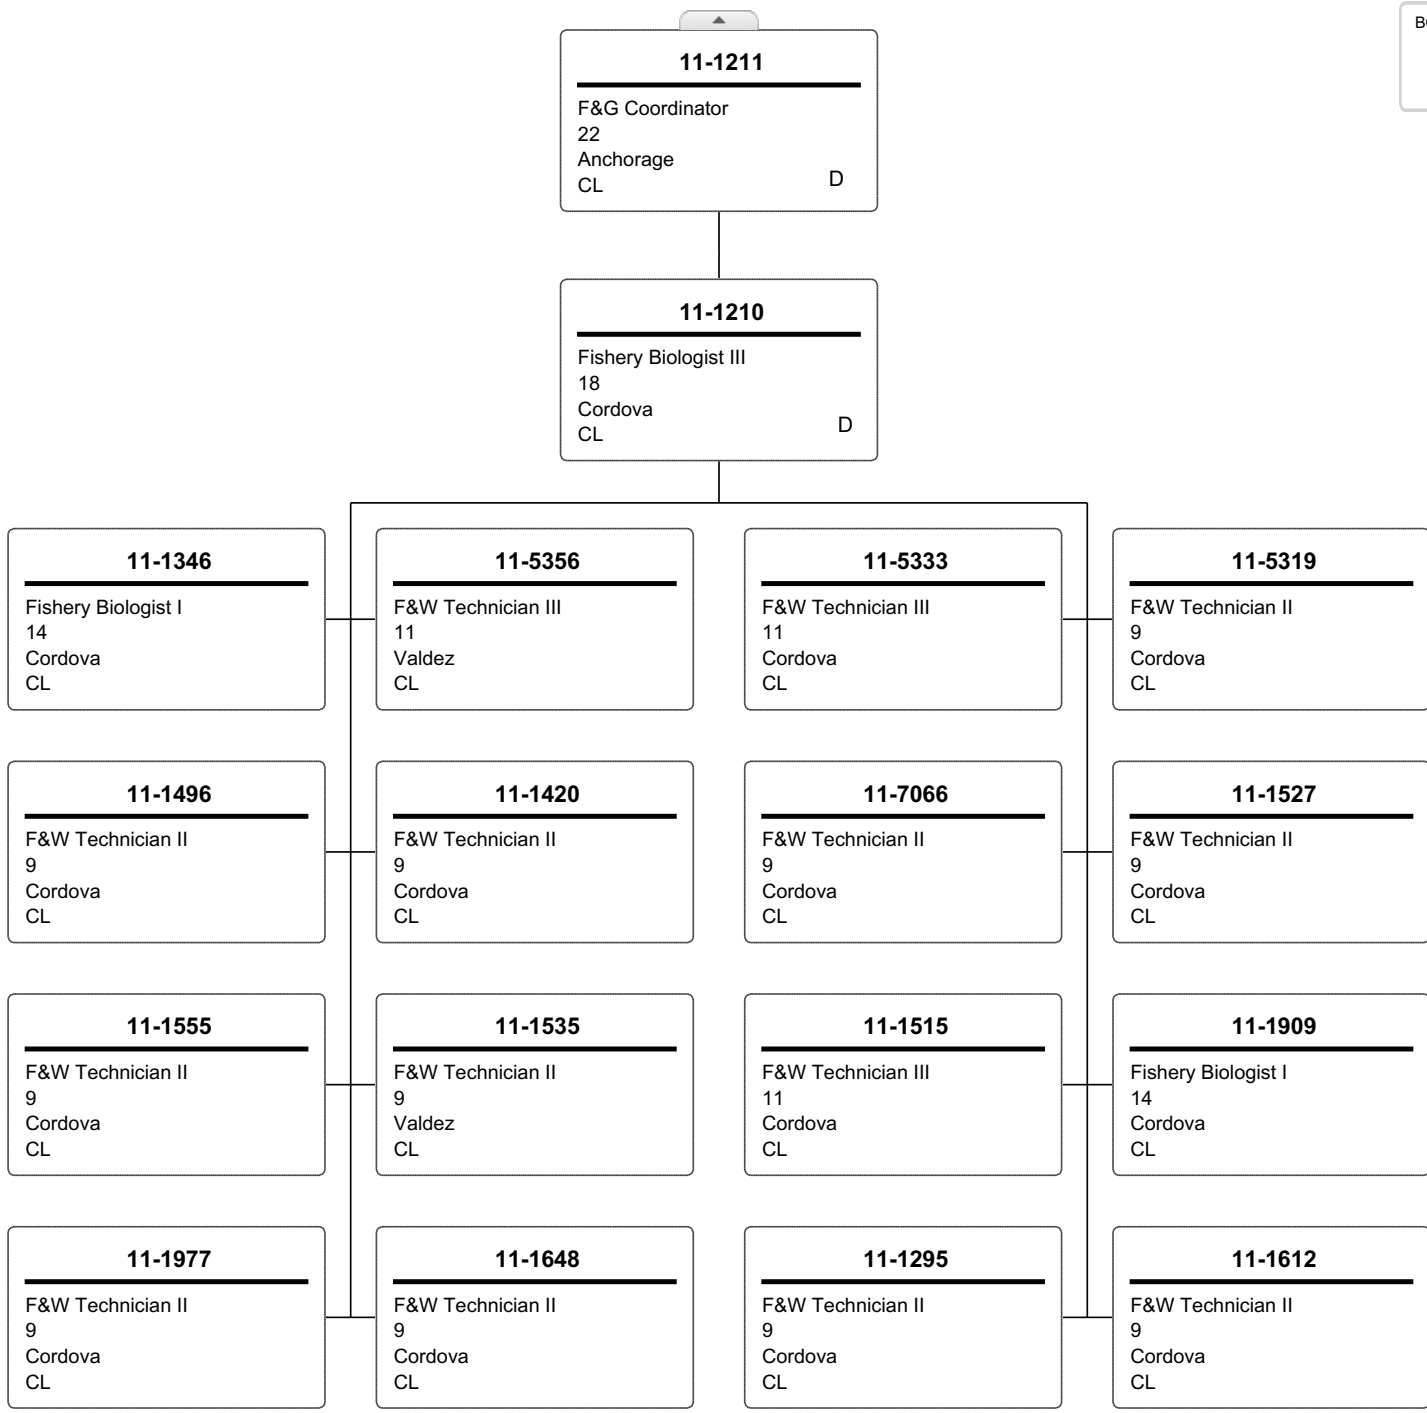 11-1211
F&G Coordinator
22
Anchorage
CL
D
11-1210
Fishery Biologist III
18
Cordova
CL
D
11-1346
Fishery Biologist I
14
Cordova
CL
11-5356
F&W Technician III
11
Valdez
CL
11-5333
F&W Technician III
11
Cordova
CL
11-5319
F&W Technician II
9
Cordova
CL
11-1496
F&W Technician II
9
Cordova
CL
11-1420
F&W Technician II
9
Cordova
CL
11-7066
F&W Technician II
9
Cordova
CL
11-1527
F&W Technician II
9
Cordova
CL
11-1555
F&W Technician II
9
Cordova
CL
11-1535
F&W Technician II
9
Valdez
CL
11-1515
F&W Technician III
11
Cordova
CL
11-1909
Fishery Biologist I
14
Cordova
CL
11-1977
F&W Technician II
9
Cordova
CL
11-1648
F&W Technician II
9
Cordova
CL
11-1295
F&W Technician II
9
Cordova
CL
11-1612
F&W Technician II
9
Cordova
CL